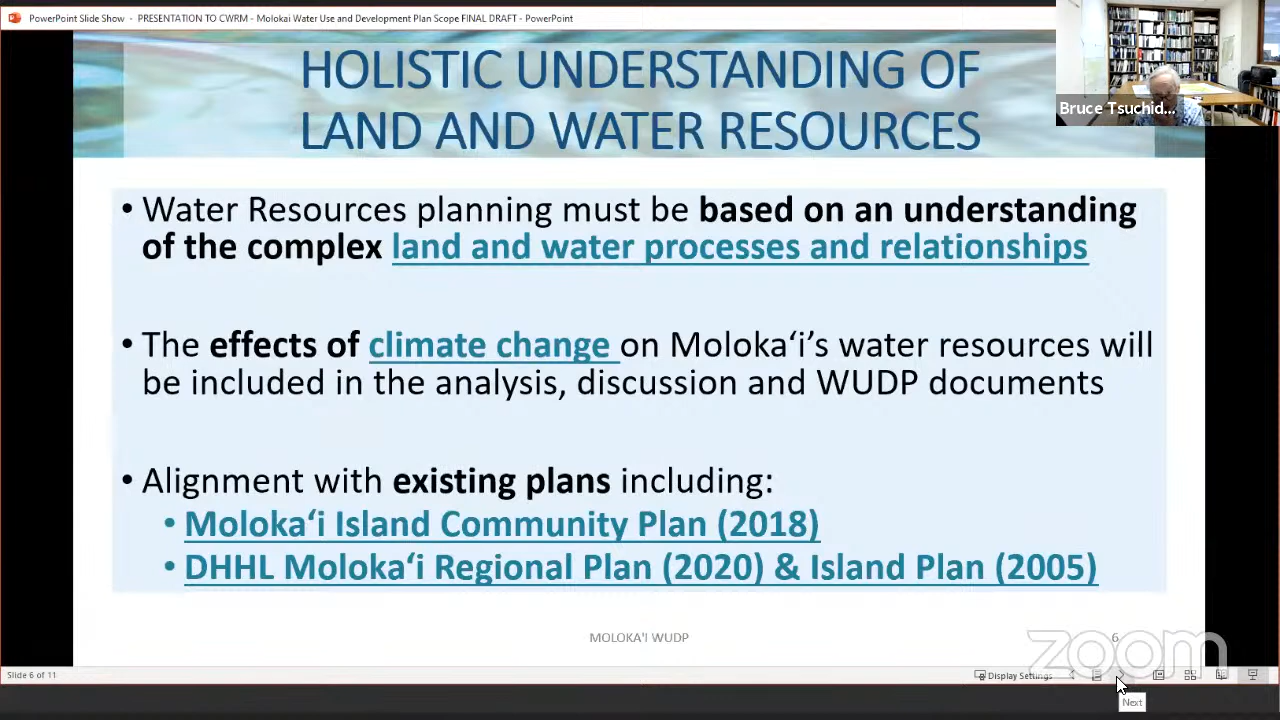 PowerPoint Slide Show - PRESENTATION TO CWRM - Molokai Water Use and Development Plan Scope FINAL DRAFT - PowerPoint
Bruce Tsuchid...
HOLISTIC UNDERSTANDING OF
LAND AND WATER RESOURCES
• Water Resources planning must be based on an understanding
of the complex land and water processes and relationships
• The effects of climate change on Molokaʻi’s water resources will
be included in the analysis, discussion and WUDP documents
• Alignment with existing plans including:
• Molokaʻi Island Community Plan (2018)
• DHHL Molokaʻi Regional Plan (2020) & Island Plan (2005)
MOLOKA'I WUDP
6
zoom
Slide 6 of 11
Display Settings
Next